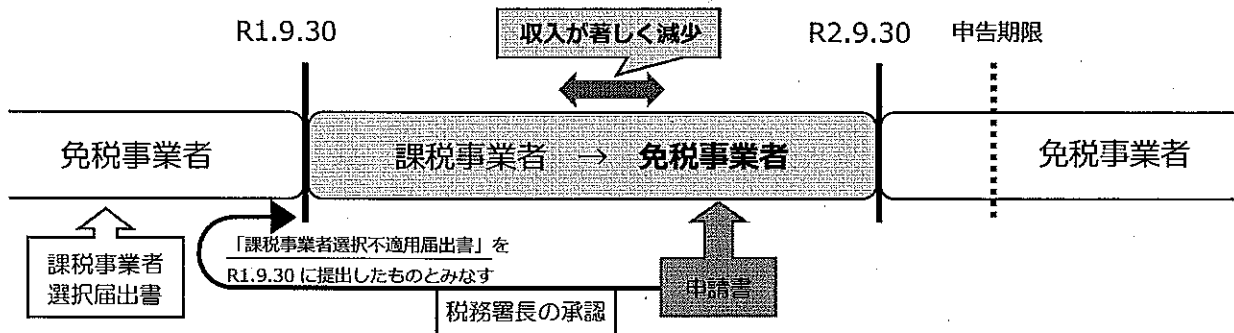 収入が著しく減少
R1.9.30
R2.9.30
申告期限
免税事業者
課税事業者 → 免税事業者
免税事業者
課税事業者
選択届出書
「課税事業者選択不適用届出書」を
R1.9.30 に提出したものとみなす
税務署長の承認
申請書